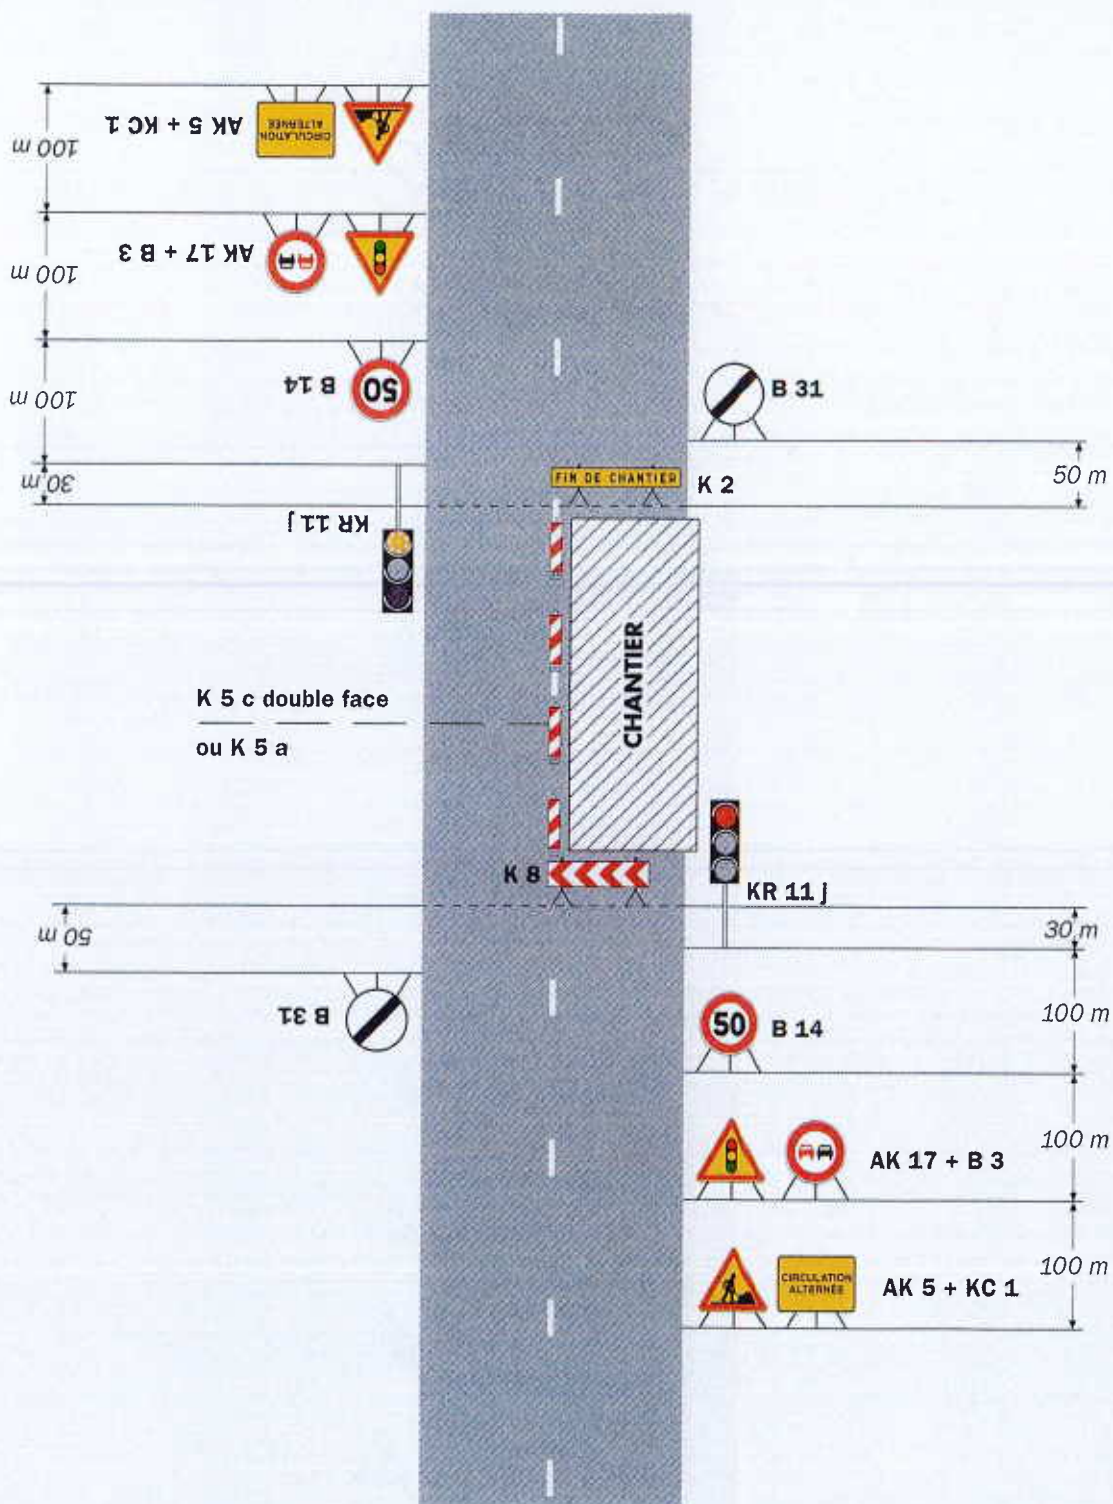 AK 5 + KC 1
CIRCULATION
ALTERNÉE
100 m
AK 17 + B 3
100 m
B 14
50
100 m
B 31
50 m
30 m
FIN DE CHANTIER
K 2
KR 11 j
CHANTIER
K 5 c double face
ou K 5 a
K 8
KR 11 j
30 m
50 m
B 31
50
B 14
100 m
AK 17 + B 3
100 m
CIRCULATION
ALTERNÉE
AK 5 + KC 1
100 m